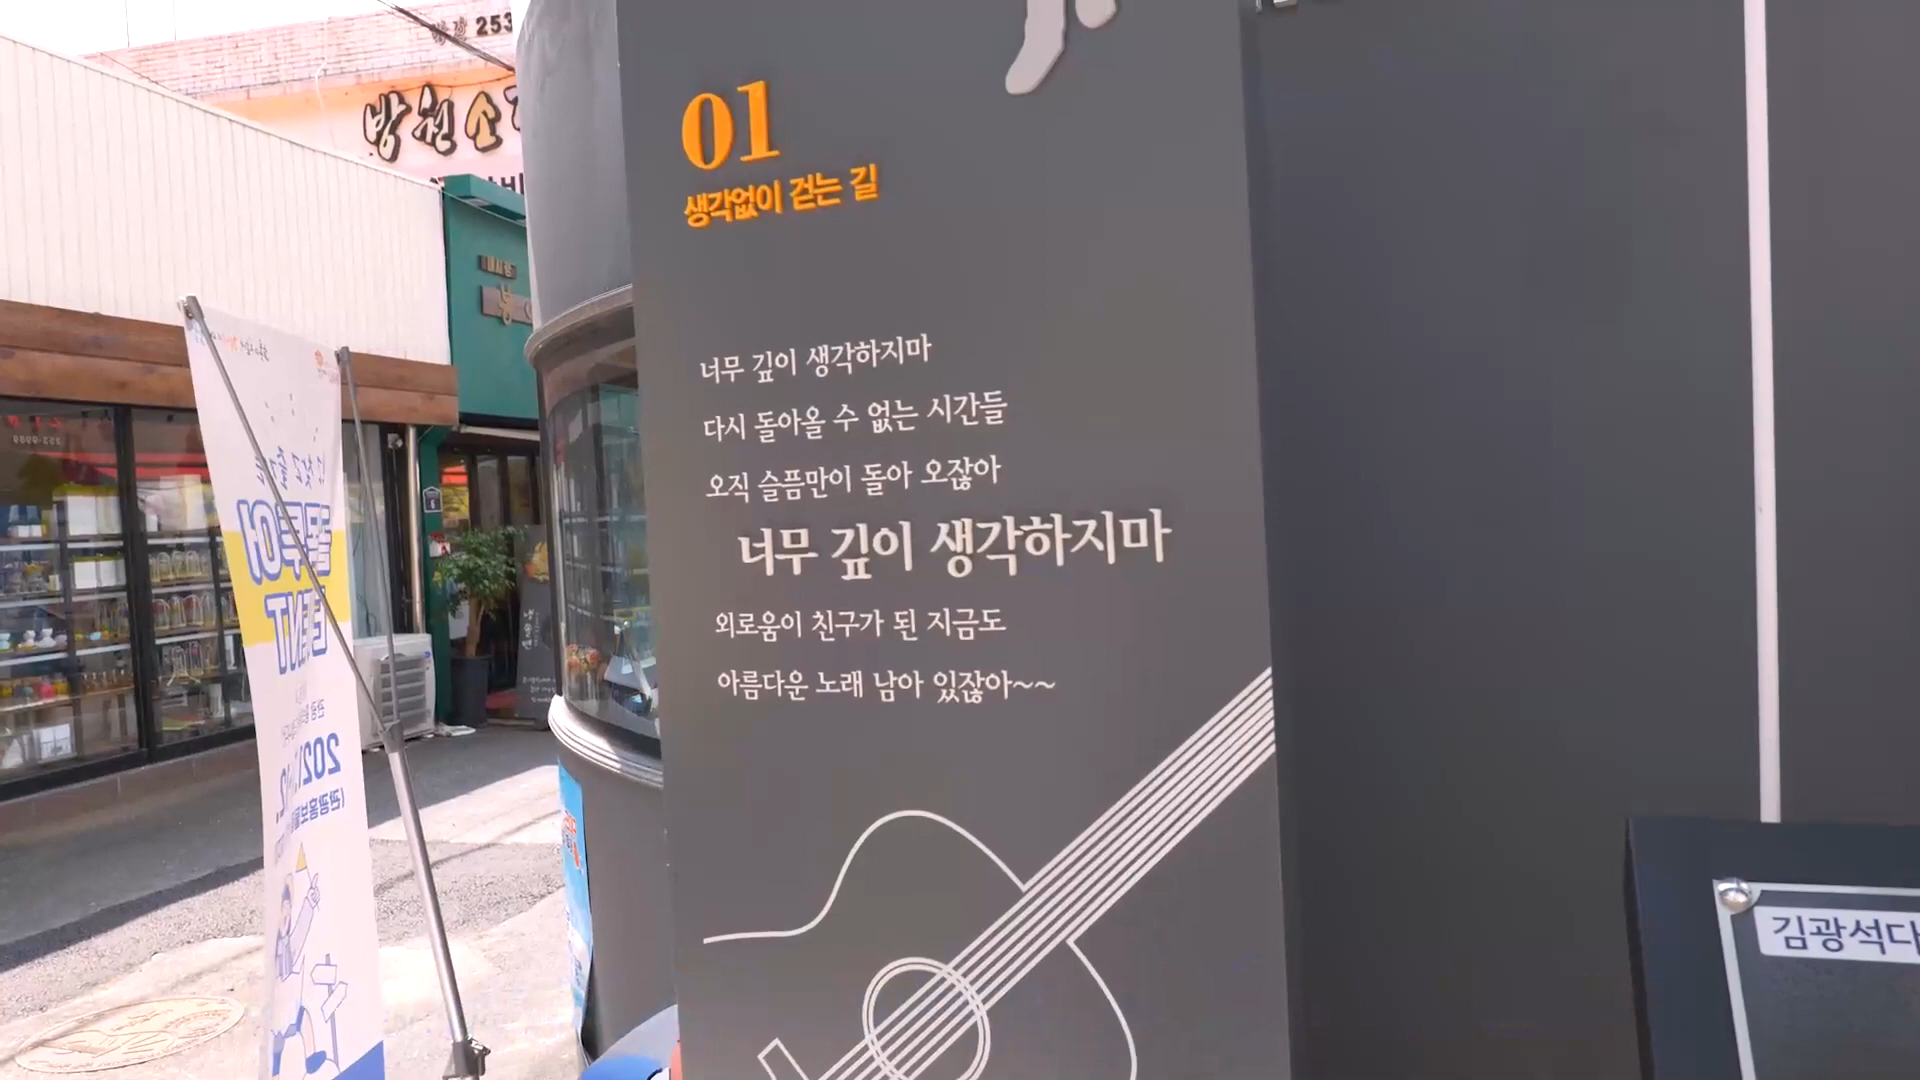 253
방천소
01
생각없이 걷는 길
너무 깊이 생각하지마
다시 돌아올 수 없는 시간들
오직 슬픔만이 돌아 오잖아
너무 깊이 생각하지마
외로움이 친구가 된 지금도
아름다운 노래 남아 있잖아~~
김광석다